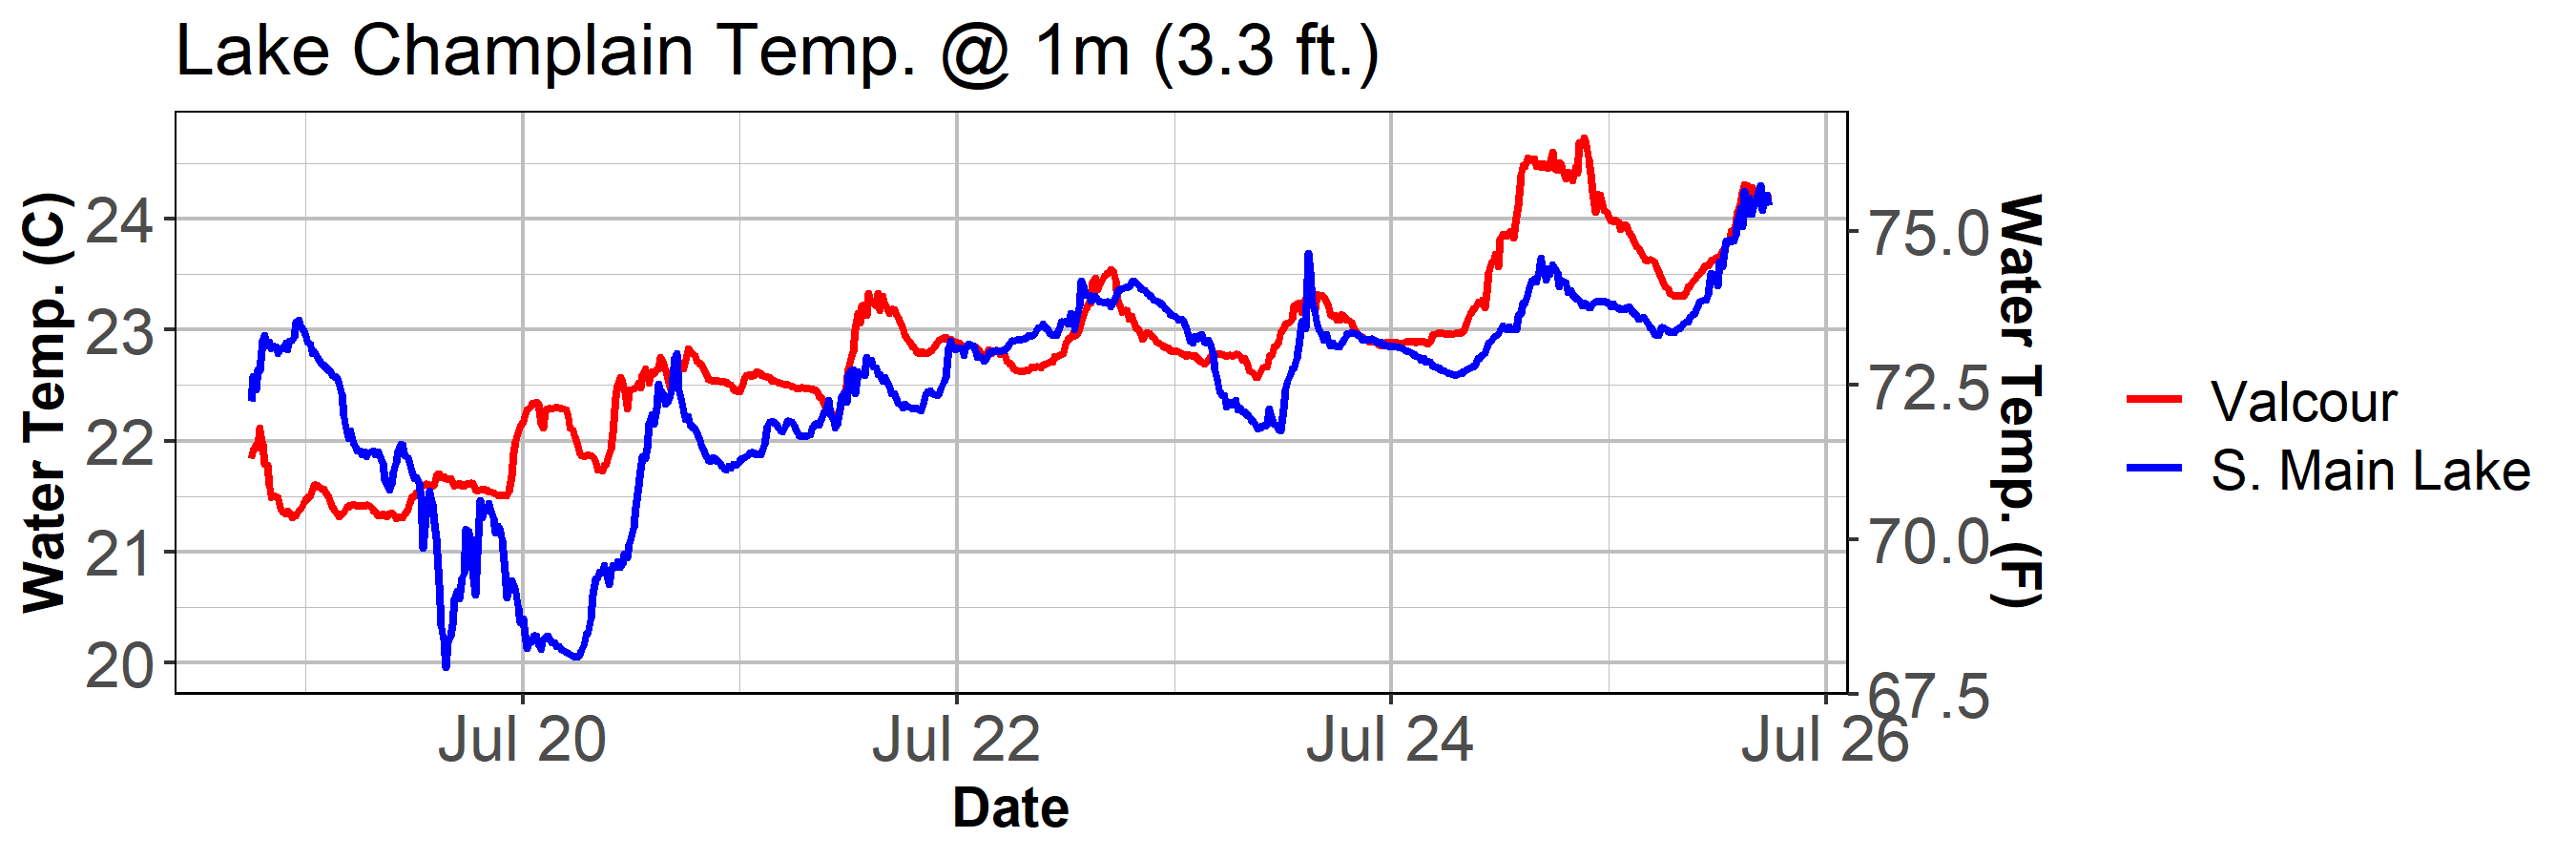 Lake Champlain Temp. @ 1m (3.3 ft.)
Water Temp. (C)
24
23
22
21
20
75.0
72.5
70.0
67.5
Water Temp. (F)
Jul 20
Jul 22
Jul 24
Jul 26
Date
Valcour
S. Main Lake